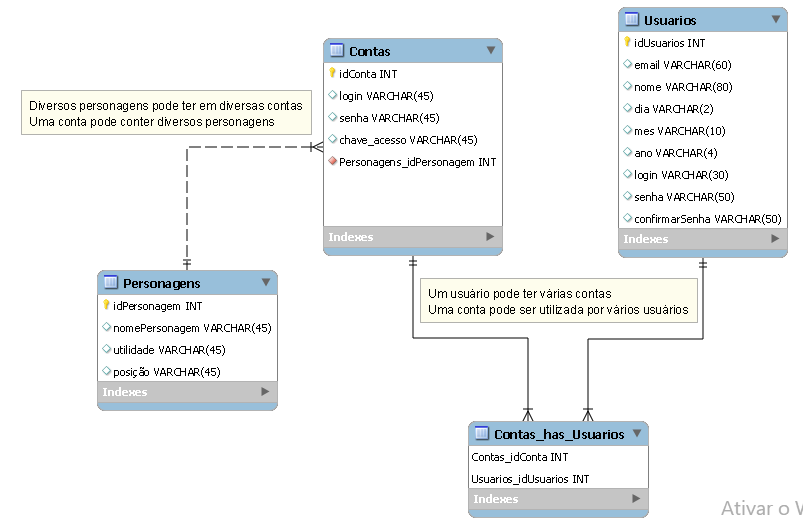 Usuarios
idUsuarios INT
email VARCHAR(60)
nome VARCHAR(80)
dia VARCHAR(2)
mes VARCHAR(10)
ano VARCHAR(4)
login VARCHAR(30)
senha VARCHAR(50)
confirmarSenha VARCHAR(50)
Indexes
Contas
idConta INT
login VARCHAR(45)
senha VARCHAR(45)
chave_acesso VARCHAR(45)
Personagens_idPersonagem INT
Indexes
Diversos personagens pode ter em diversas contas
Uma conta pode conter diversos personagens
Personagens
idPersonagem INT
nomePersonagem VARCHAR(45)
utilidade VARCHAR(45)
posição VARCHAR(45)
Indexes
Um usuário pode ter várias contas
Uma conta pode ser utilizada por vários usuários
Contas_has_Usuarios
Contas_idConta INT
Usuarios_idUsuarios INT
Indexes
Ativar o